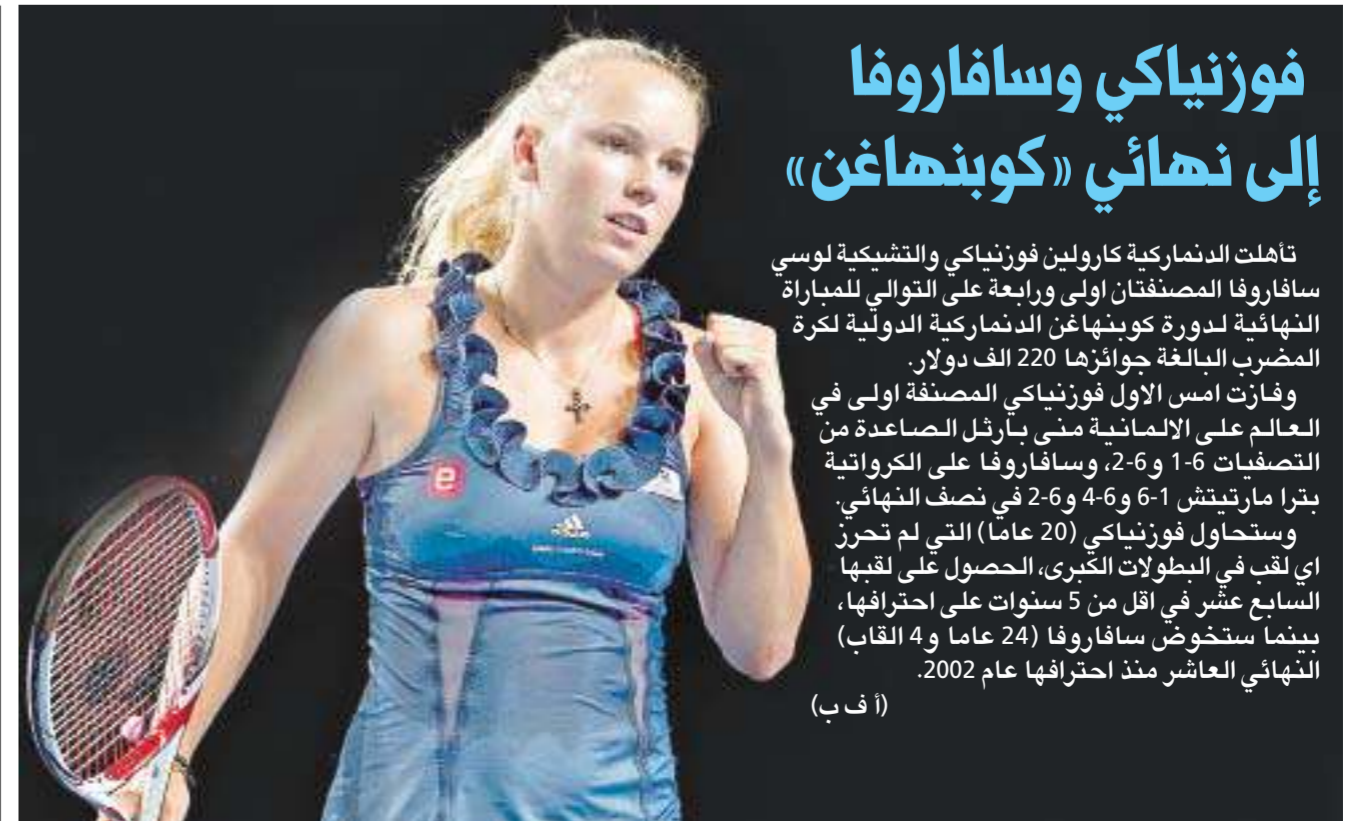 فوزنياكي وسافاروفا
إلى نهائي «كوبنهاغن»
تأهلت الدنماركية كارولين فوزنياكي والتشيكية لوسي
سافاروفا المصنفتان اولى ورابعة على التوالي للمباراة
النهائية لدورة كوبنهاغن الدنماركية الدولية لكرة
المضرب البالغة جوائزها 220 الف دولار.
وفازت امس الاول فوزنياكي المصنفة اولى في
العالم على الالمانية منى بارثل الصاعدة من
التصفيات 6-1 و6-2، وسافاروفا على الكرواتية
بترا مارتيتش 1-6 و6-4 و6-2 في نصف النهائي.
وستحاول فوزنياكي (20 عاما) التي لم تحرز
اي لقب في البطولات الكبرى، الحصول على لقبها
السابع عشر في اقل من 5 سنوات على احترافها،
بينما ستخوض سافاروفا (24 عاما و4 القاب)
النهائي العاشر منذ احترافها عام 2002.
(أ ف ب)
e